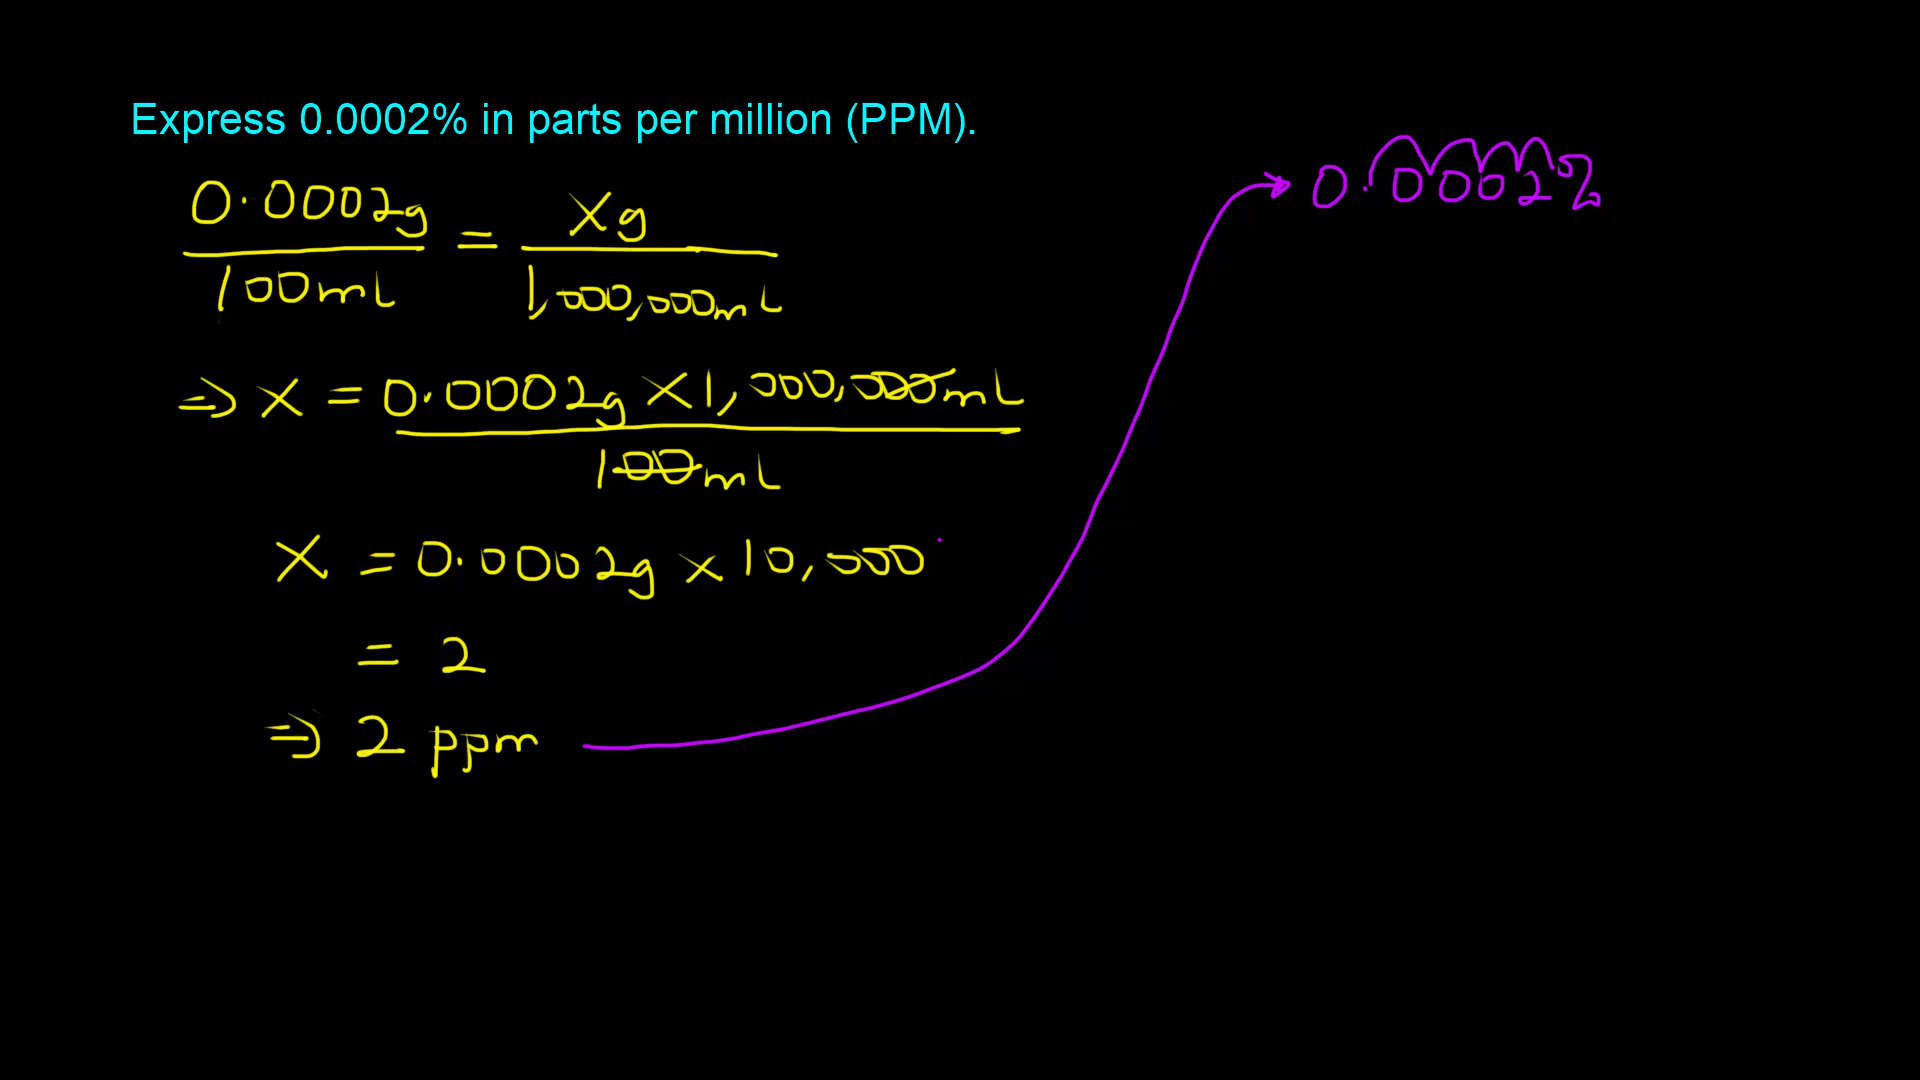 Express 0.0002% in parts per million (PPM).
0.0002%
0.0002g/100mL = Xg/1,000,000mL
⇒ X = 0.0002g × 1,000,000mL
100mL
X = 0.0002g × 10,000
= 2
⇒ 2 ppm